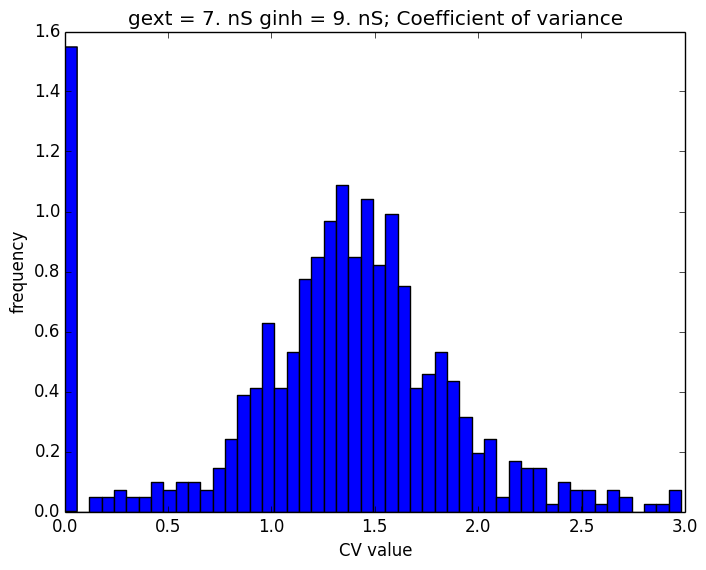 gext = 7. nS ginh = 9. nS; Coefficient of variance
1.6
1.4
1.2
1.0
0.8
0.6
0.4
0.2
0.0
frequency
0.0 0.5 1.0 1.5 2.0 2.5 3.0
CV value